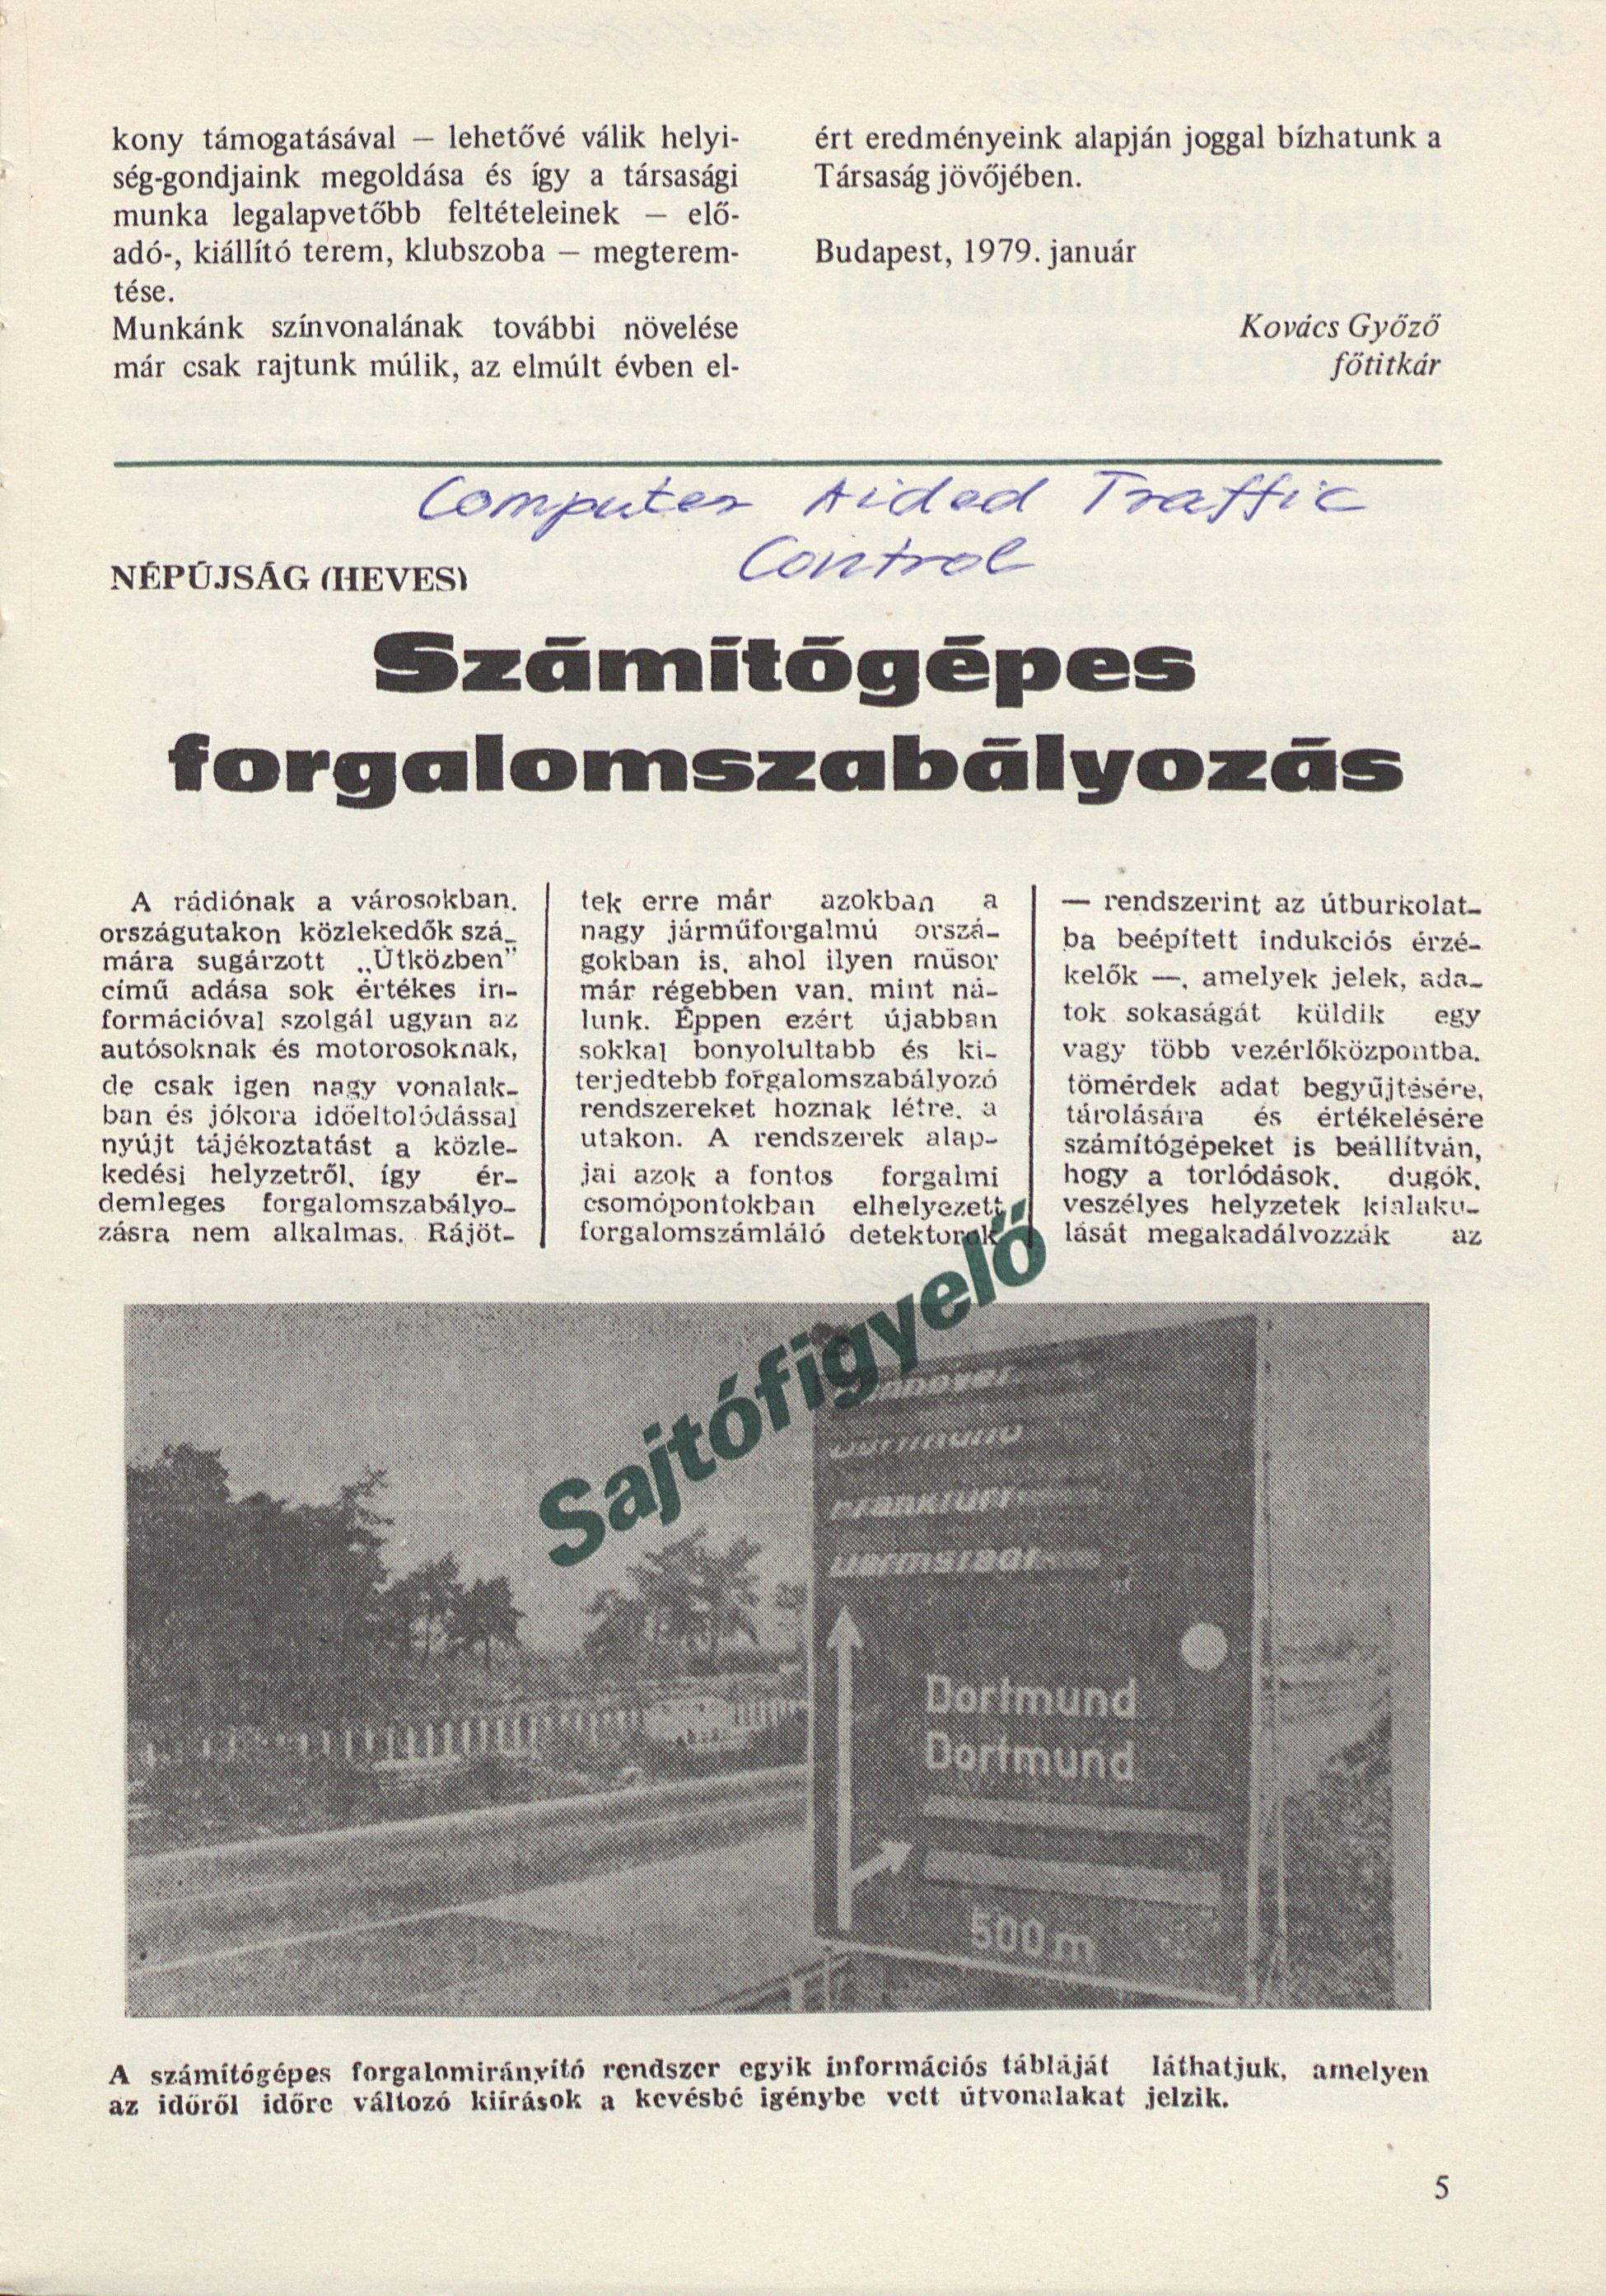 kony támogatásával — lehetővé válik helyi-
ség-gondjaink megoldása és így a társasági
munka legalapvetőbb feltételeinek — elő-
adó-, kiállító terem, klubszoba — megterem-
tése.
Munkánk színvonalának további növelése
már csak rajtunk múlik, az elmúlt évben el-
ért eredményeink alapján joggal bízhatunk a
Társaság jövőjében.
Budapest, 1979. január
Kovács Győző
főtitkár
Computer Aided Traffic
Control
NÉPÚJSÁG (HEVES)
Számítógépes
forgalomszabályozás
A rádiónak a városokban,
országutakon közlekedők szá-
mára sugárzott „Útközben"
című adása sok értékes in-
formációval szolgál ugyan az
autósoknak és motorosoknak,
de csak igen nagy vonalak-
ban és jókora időeltolódással
nyújt tájékoztatást a közle-
kedési helyzetről, így ér-
demleges forgalomszabályo-
zásra nem alkalmas. Rájöt-
tek erre már azokban a
nagy járműforgalmú orszá-
gokban is, ahol ilyen műsor
már régebben van, mint ná-
lunk. Éppen ezért újabban
sokkal bonyolultabb és ki-
terjedtebb forgalomszabályozó
rendszereket hoznak létre, a
utakon. A rendszerek alap-
jai azok a fontos forgalmi
csomópontokban elhelyezett
forgalomszámláló detektorok
— rendszerint az útburkolat-
ba beépített indukciós érzé-
kelők —, amelyek jelek, ada-
tok sokaságát küldik egy
vagy több vezérlőközpontba,
tömérdek adat begyűjtésére,
tárolására és értékelésére
számítógépeket is beállítván,
hogy a torlódások, dugók,
veszélyes helyzetek kialaku-
lását megakadályozzák az
Sajtófigyelő
Dortmund
Dortmund
500 m
A számítógépes forgalomirányító rendszer egyik információs tábláját láthatjuk, amelyen
az időről időre változó kiírások a kevésbé igénybe vett útvonalakat jelzik.
5